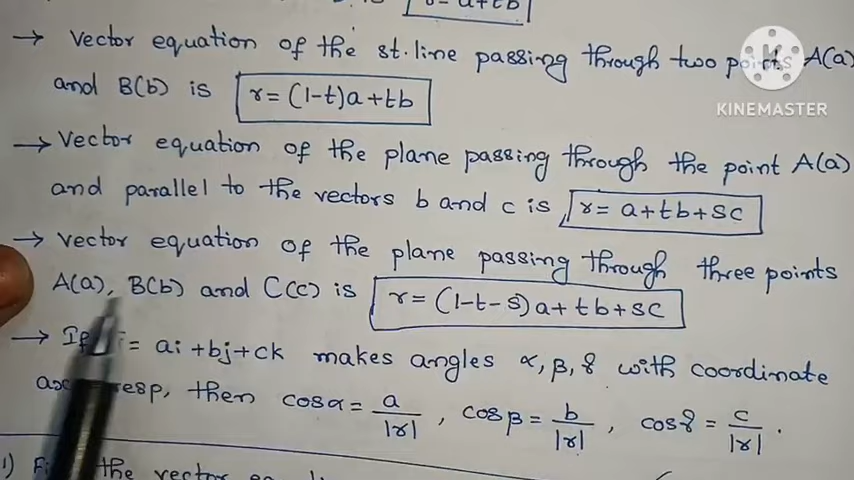 r=a+tb
→ vector equation of the st.line passing through two points A(a)
and B(b) is r=(1-t)a+tb
KINEMASTER
→ Vector equation of the plane passing through the point A(a)
and parallel to the vectors b and c is r= a+tb+sc
→ Vector equation of the plane passing through three points
A(a), B(b) and C(c) is r= (1-t-s)a+tb+sc
→ If = ai +bj+ck makes angles α, β, γ with coordinate
resp, then cosα= a/|r| , cosβ= b/|r| , cosγ= c/|r| .
1) the vector